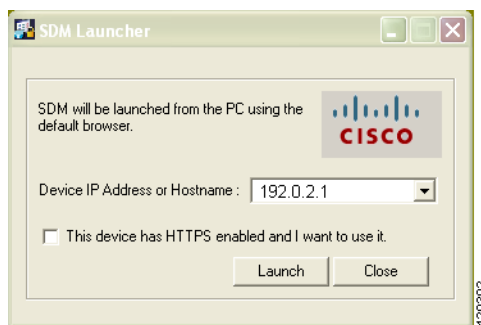 SDM Launcher
SDM will be launched from the PC using the
default browser.
CISCO
Device IP Address or Hostname : 192.0.2.1
This device has HTTPS enabled and I want to use it.
Launch Close